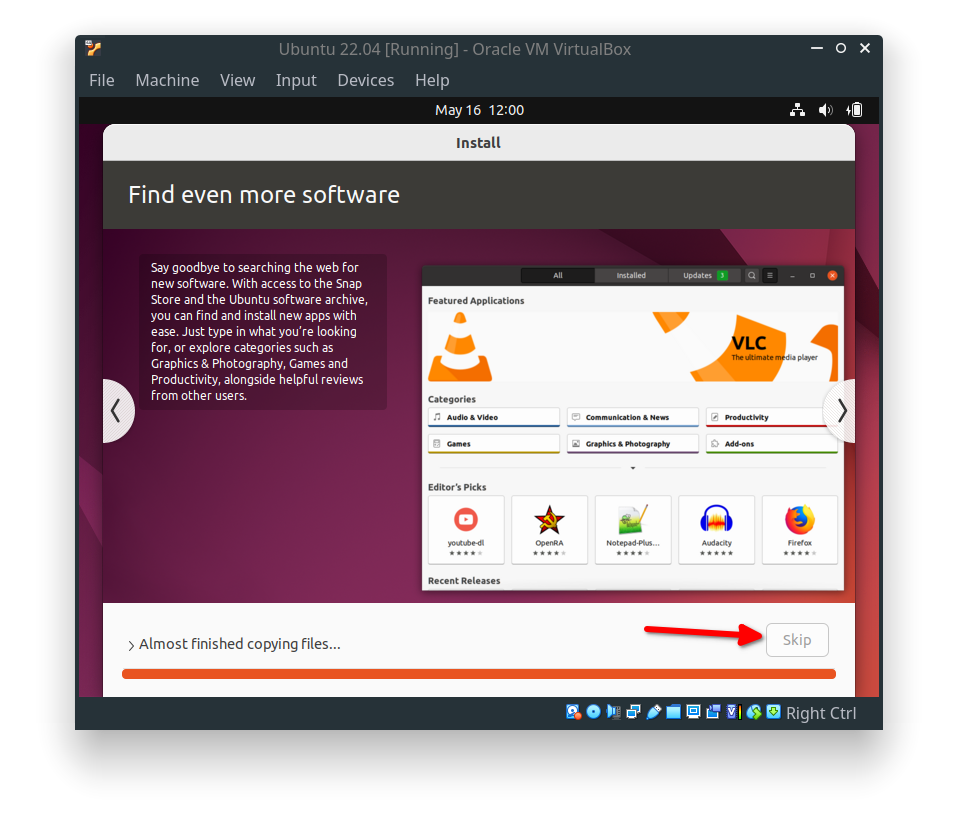 Ubuntu 22.04 [Running] - Oracle VM VirtualBox
File Machine View Input Devices Help
May 16 12:00
Install
Find even more software
Say goodbye to searching the web for
new software. With access to the Snap
Store and the Ubuntu software archive,
you can find and install new apps with
ease. Just type in what you're looking
for, or explore categories such as
Graphics & Photography, Games and
Productivity, alongside helpful reviews
from other users.
All Installed Updates 3
Featured Applications
VLC
The ultimate media player
Categories
Audio & Video Communication & News Productivity
Games Graphics & Photography Add-ons
Editor's Picks
youtube-dl OpenRA Notepad-Plus... Audacity Firefox
Recent Releases
Almost finished copying files...
Skip
Right Ctrl